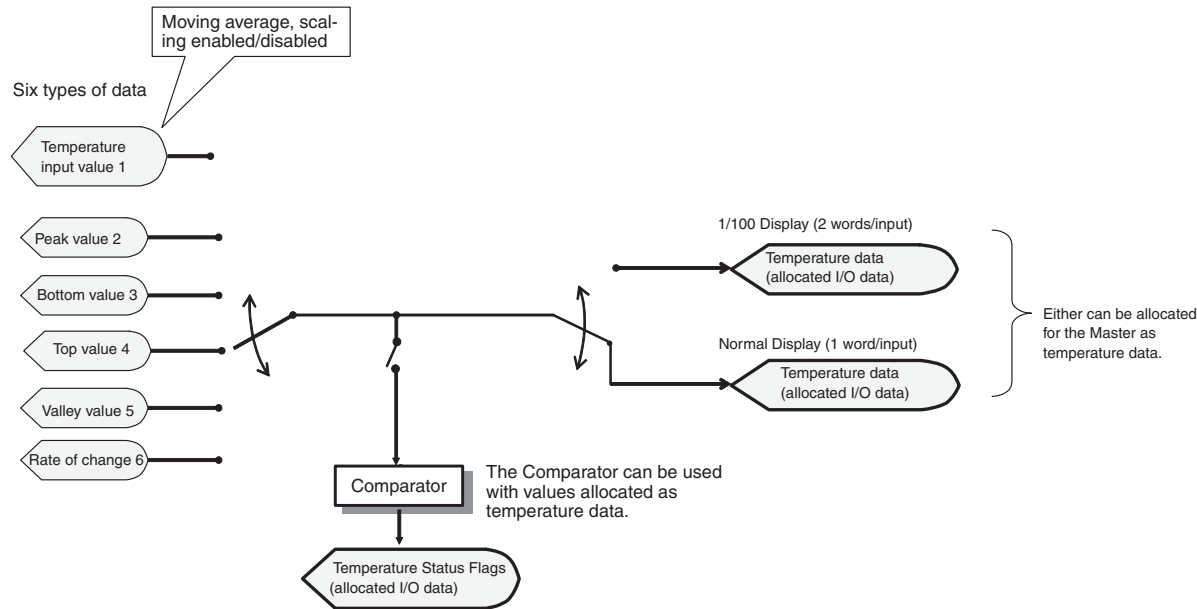 Moving average, scal-
ing enabled/disabled
Six types of data
Temperature
input value 1
Peak value 2
Bottom value 3
Top value 4
Valley value 5
Rate of change 6
1/100 Display (2 words/input)
Temperature data
(allocated I/O data)
Normal Display (1 word/input)
Temperature data
(allocated I/O data)
Either can be allocated
for the Master as
temperature data.
Comparator
The Comparator can be used
with values allocated as
temperature data.
Temperature Status Flags
(allocated I/O data)